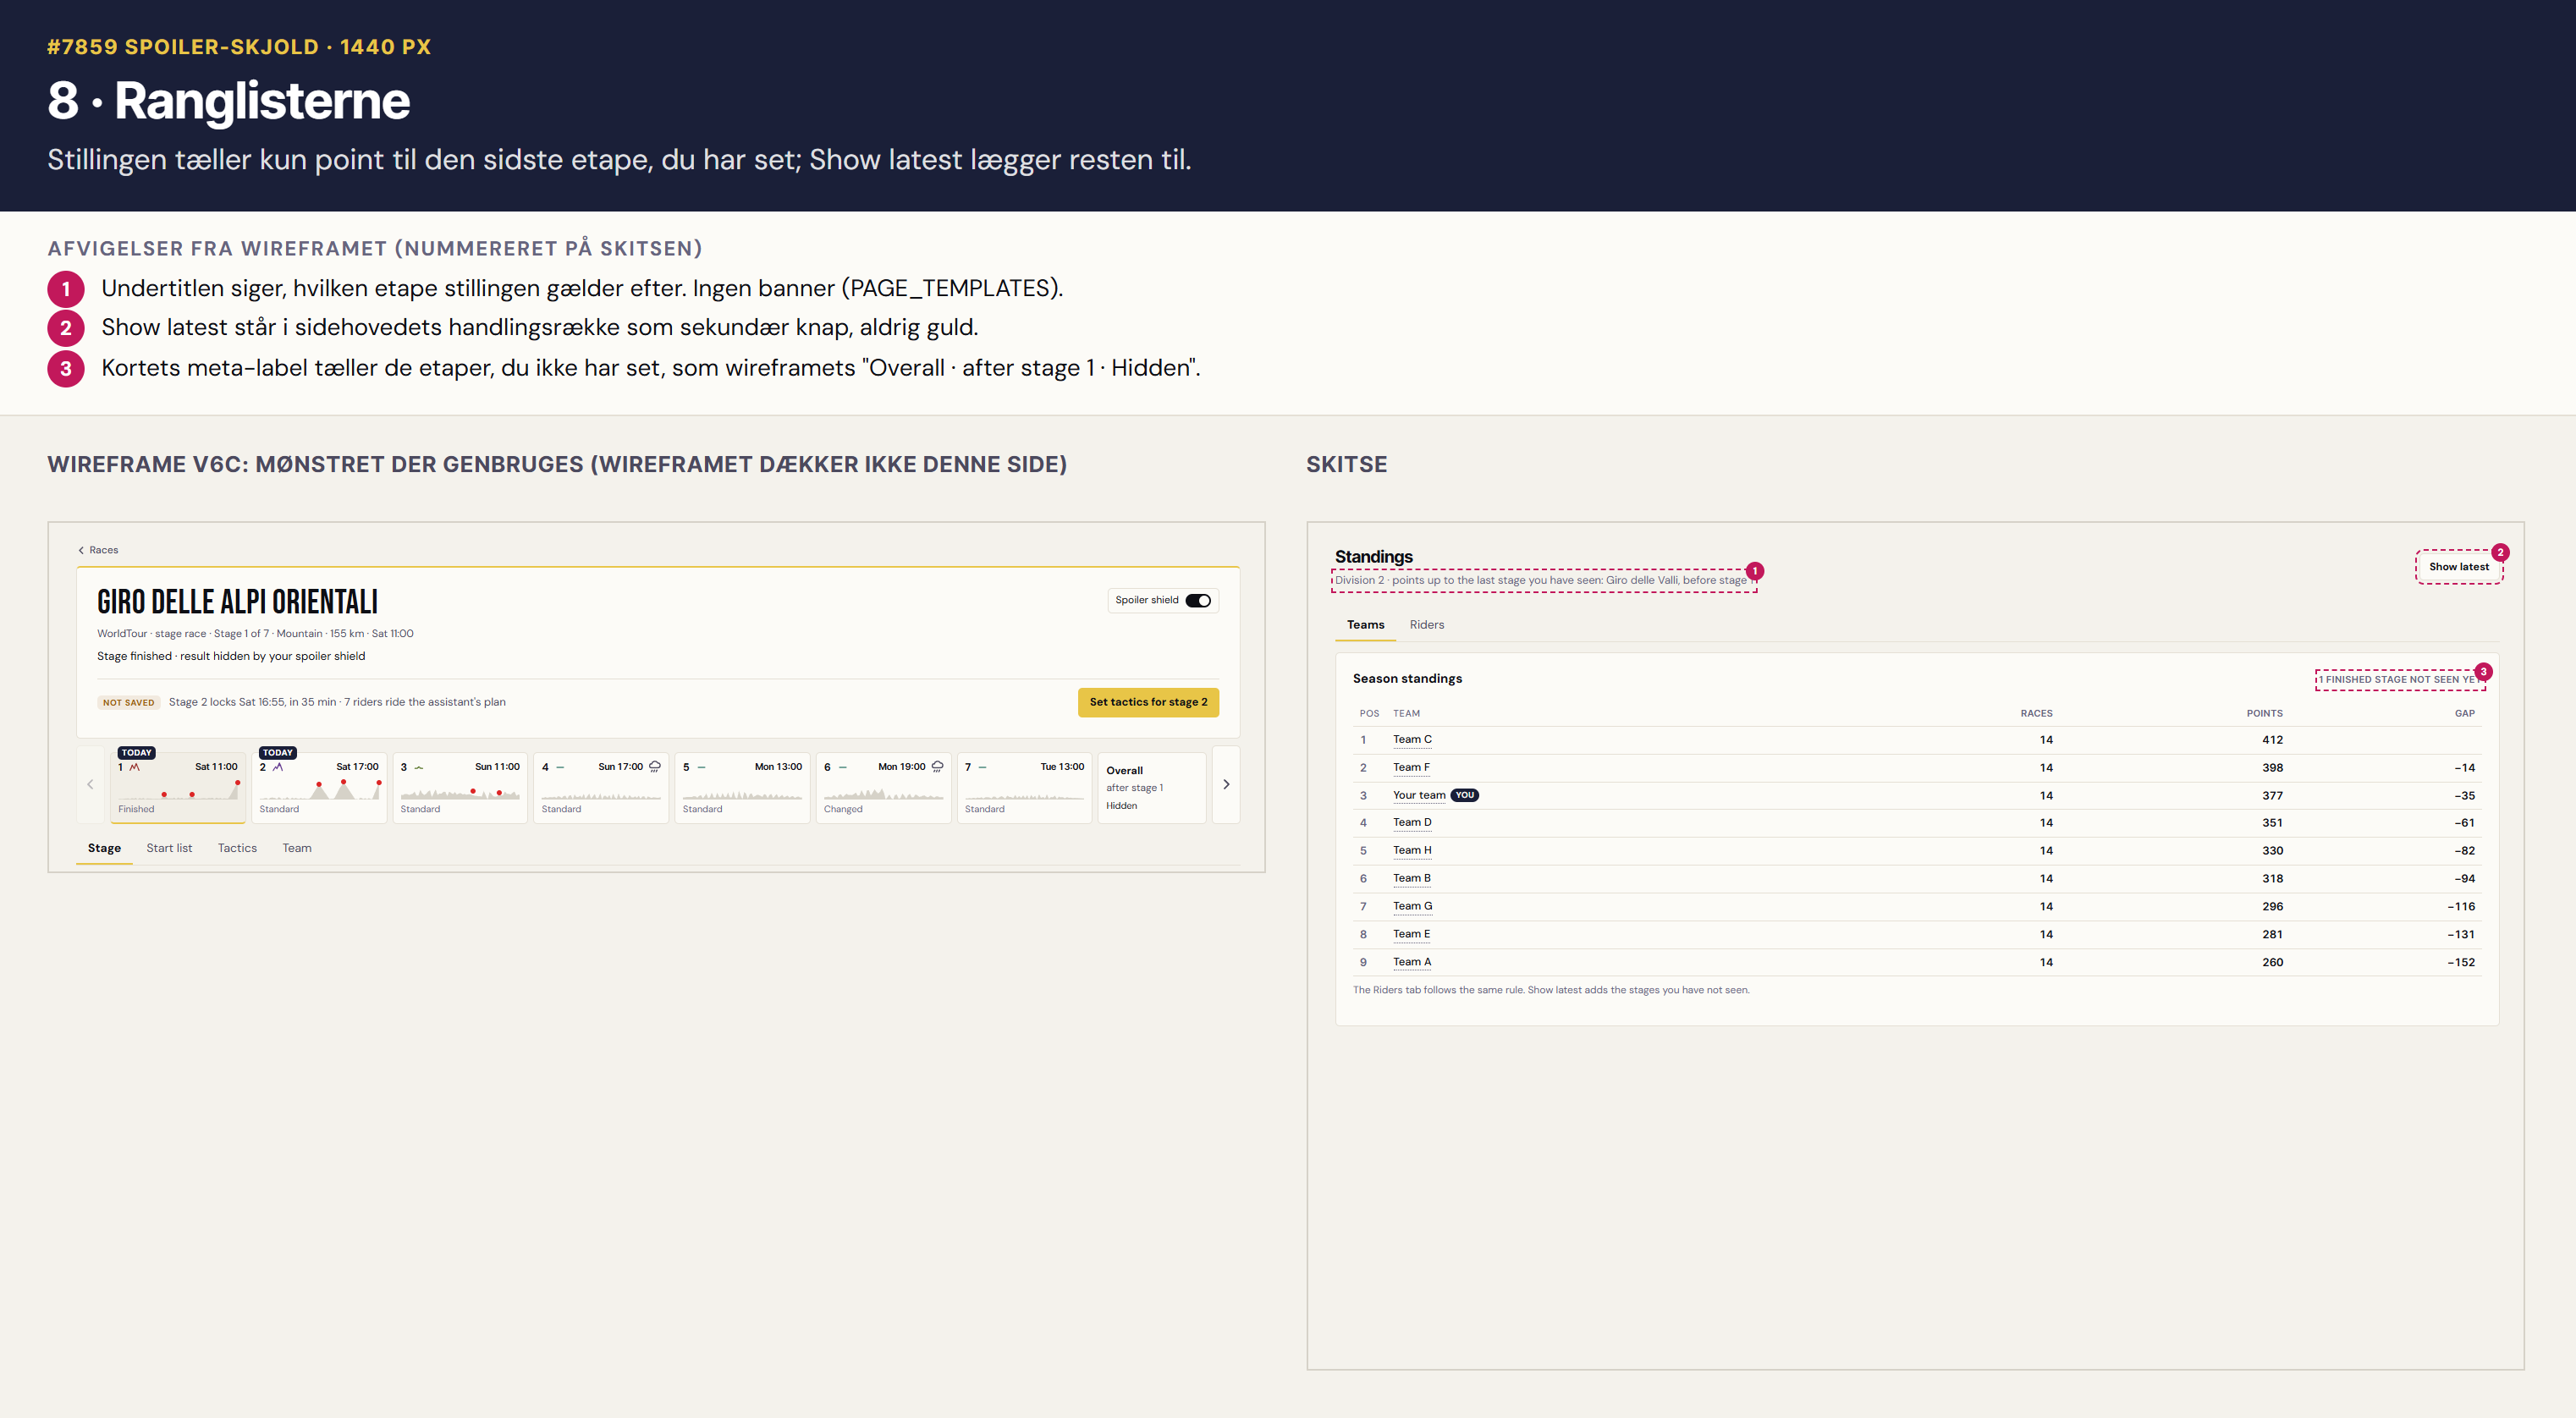 #7859 SPOILER-SKJOLD · 1440 PX
8 · Ranglisterne
Stillingen tæller kun point til den sidste etape, du har set; Show latest lægger resten til.
AFVIGELSER FRA WIREFRAMET (NUMMERERET PÅ SKITSEN)
1 Undertitlen siger, hvilken etape stillingen gælder efter. Ingen banner (PAGE_TEMPLATES).
2 Show latest står i sidehovedets handlingsrække som sekundær knap, aldrig guld.
3 Kortets meta-label tæller de etaper, du ikke har set, som wireframets "Overall · after stage 1 · Hidden".
WIREFRAME V6C: MØNSTRET DER GENBRUGES (WIREFRAMET DÆKKER IKKE DENNE SIDE)
Races
GIRO DELLE ALPI ORIENTALI
Spoiler shield
WorldTour · stage race · Stage 1 of 7 · Mountain · 155 km · Sat 11:00
Stage finished · result hidden by your spoiler shield
NOT SAVED Stage 2 locks Sat 16:55, in 35 min · 7 riders ride the assistant's plan
Set tactics for stage 2
TODAY
1 Sat 11:00
Finished
TODAY
2 Sat 17:00
Standard
3 Sun 11:00
Standard
4 Sun 17:00
Standard
5 Mon 13:00
Standard
6 Mon 19:00
Changed
7 Tue 13:00
Standard
Overall
after stage 1
Hidden
Stage Start list Tactics Team
SKITSE
Standings
Division 2 · points up to the last stage you have seen: Giro delle Valli, before stage
1
Show latest
2
Teams Riders
Season standings
1 FINISHED STAGE NOT SEEN YET
3
POS TEAM RACES POINTS GAP
1 Team C 14 412
2 Team F 14 398 −14
3 Your team YOU 14 377 −35
4 Team D 14 351 −61
5 Team H 14 330 −82
6 Team B 14 318 −94
7 Team G 14 296 −116
8 Team E 14 281 −131
9 Team A 14 260 −152
The Riders tab follows the same rule. Show latest adds the stages you have not seen.